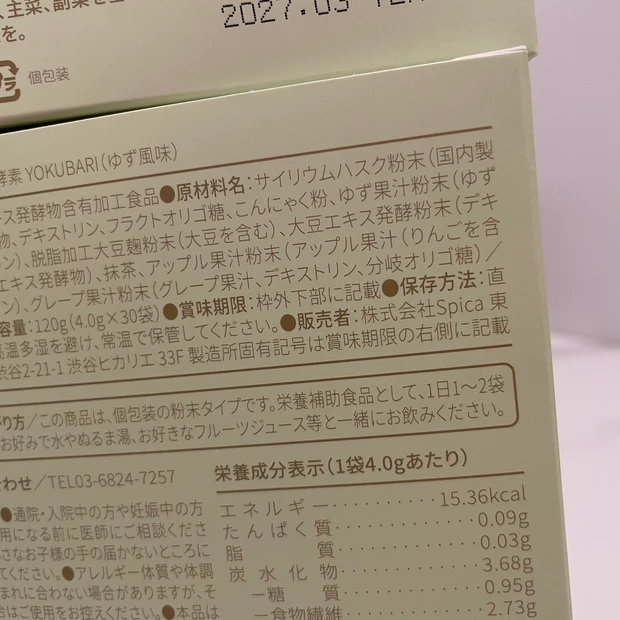 、主菜、副菜を
を。
2027.03
プラ
個包装
酵素 YOKUBARI（ゆず風味）
ス発酵物含有加工食品●原材料名：サイリウムハスク粉末（国内製
物、デキストリン、フラクトオリゴ糖、こんにゃく粉、ゆず果汁粉末（ゆず
ン）、脱脂加工大豆麹粉末（大豆を含む）、大豆エキス発酵粉末（デキ
エキス発酵物）、抹茶、アップル果汁粉末（アップル果汁（りんごを含
ン）、グレープ果汁粉末（グレープ果汁、デキストリン、分岐オリゴ糖）／
容量：120g（4.0g×30袋）●賞味期限：枠外下部に記載●保存方法：直
高温多湿を避け、常温で保管してください。●販売者：株式会社Spica 東
渋谷2-21-1 渋谷ヒカリエ 33F 製造所固有記号は賞味期限の右側に記載
り方／この商品は、個包装の粉末タイプです。栄養補助食品として、1日1〜2袋
お好みで水やぬるま湯、お好きなフルーツジュース等と一緒にお飲みください。
わせ／TEL03-6824-7257
●通院・入院中の方や妊娠中の方
用になる前に医師にご相談くださ
さなお子様の手の届かないところに
てください。●アレルギー体質や体調
まれに合わない場合がありますが、そ
合はご使用をお控えください。●本品は
栄養成分表示（1袋4.0gあたり）
エネルギー･･････････15.36kcal
たんぱく質･･････････0.09g
脂質･･････････0.03g
炭水化物･･････････3.68g
−糖質･･････････0.95g
−食物繊維･･････････2.73g